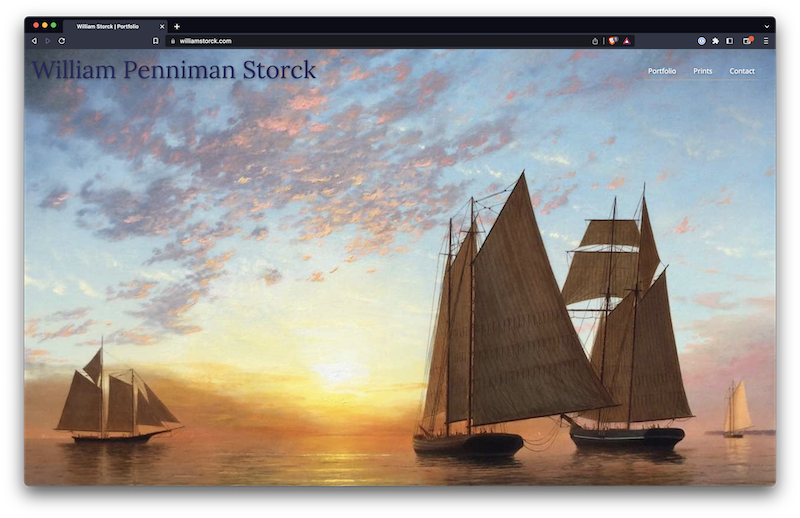 William Storck | Portfolio
williamstorck.com
William Penniman Storck
Portfolio Prints Contact